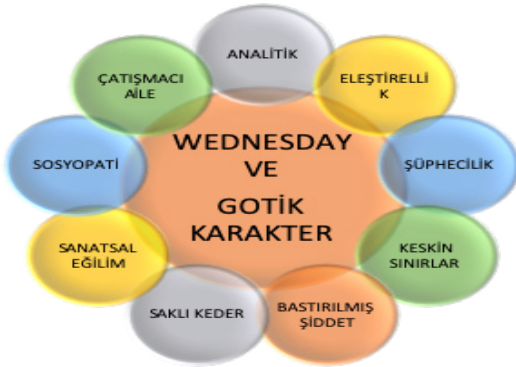 WEDNESDAY
VE
GOTİK
KARAKTER
ANALİTİK
ELEŞTİRELLİ
K
ŞÜPHECİLİK
KESKİN
SINIRLAR
BASTIRILMIŞ
ŞİDDET
SAKLI KEDER
SANATSAL
EĞİLİM
SOSYOPATİ
ÇATIŞMACI
AİLE